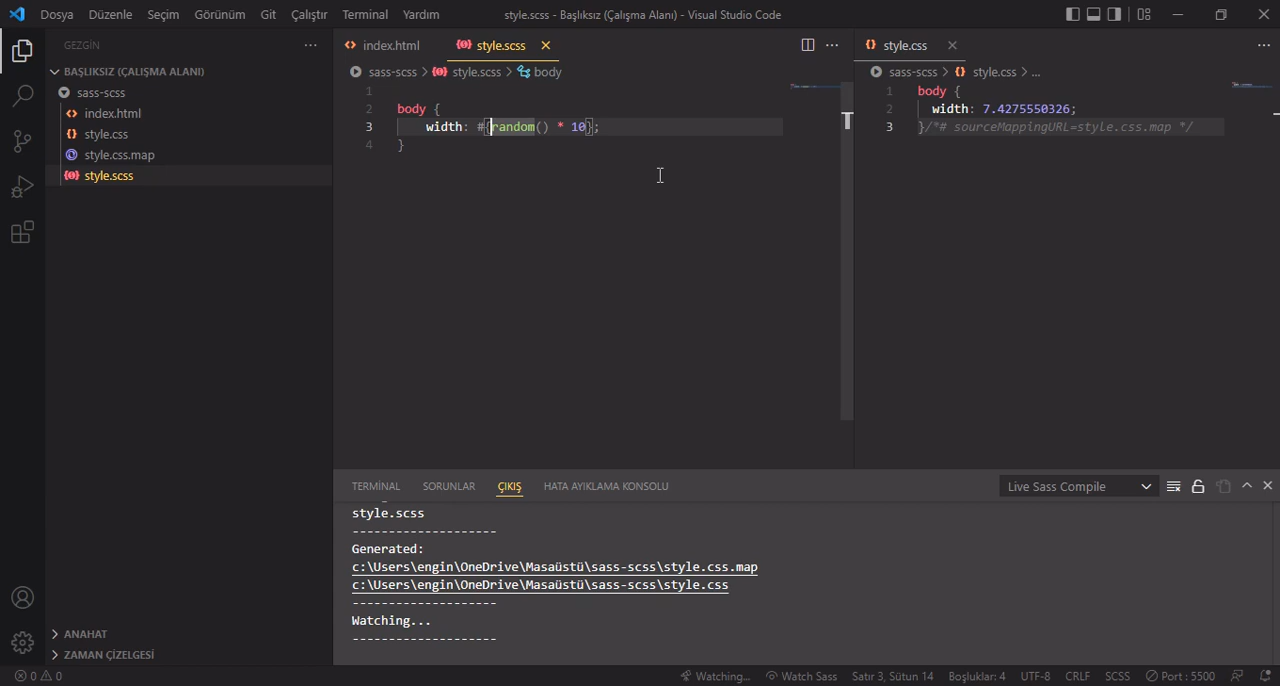 Dosya Düzenle Seçim Görünüm Git Çalıştır Terminal Yardım style.scss - Başlıksız (Çalışma Alanı) - Visual Studio Code
GEZGİN
BAŞLIKSIZ (ÇALIŞMA ALANI)
sass-scss
index.html
style.css
style.css.map
style.scss
ANAHAT
ZAMAN ÇİZELGESİ
index.html style.scss
sass-scss > style.scss > body
1
2 body {
3 width: #{random() * 10};
4 }
style.css
sass-scss > style.css > ...
1 body {
2 width: 7.4275550326;
3 }/*# sourceMappingURL=style.css.map */
TERMİNAL SORUNLAR ÇIKIŞ HATA AYIKLAMA KONSOLU Live Sass Compile
style.scss
--------------------
Generated:
c:\Users\engin\OneDrive\Masaüstü\sass-scss\style.css.map
c:\Users\engin\OneDrive\Masaüstü\sass-scss\style.css
--------------------
Watching...
--------------------
0 0 Watching... Watch Sass Satır 3, Sütun 14 Boşluklar: 4 UTF-8 CRLF SCSS Port : 5500